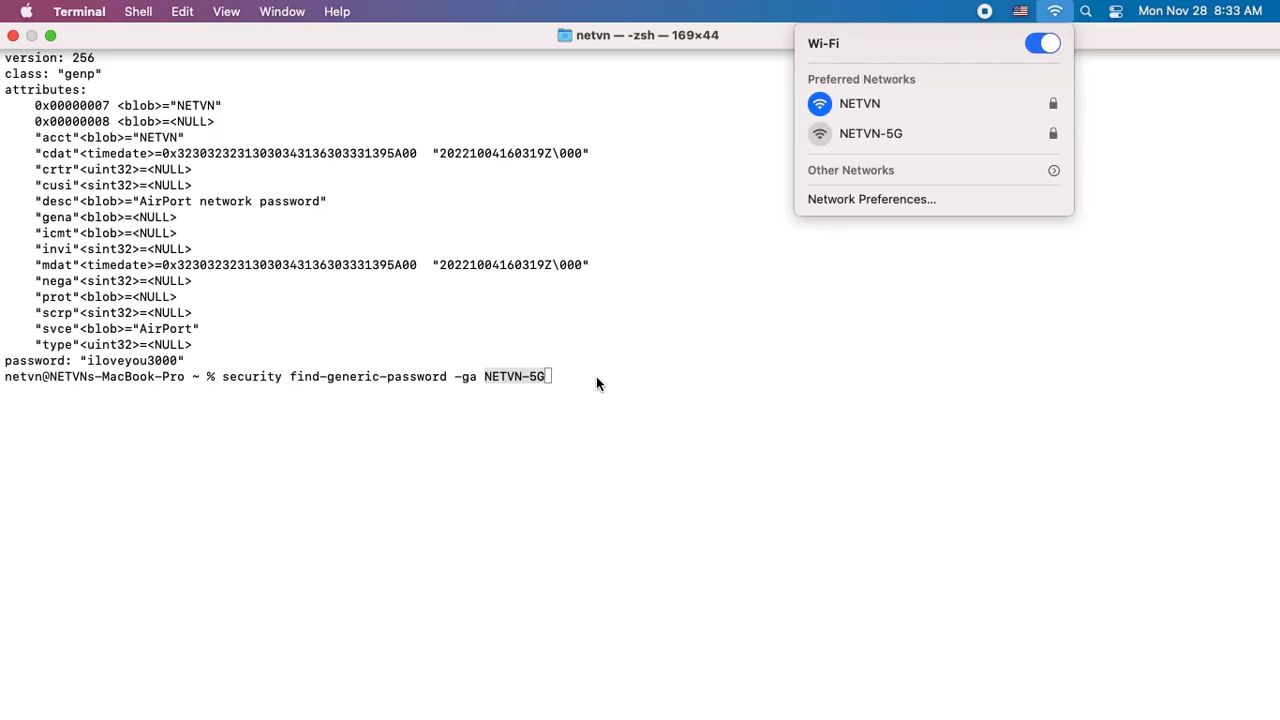 Terminal Shell Edit View Window Help Mon Nov 28 8:33 AM
netvn — -zsh — 169×44
version: 256
class: "genp"
attributes:
    0x00000007 <blob>="NETVN"
    0x00000008 <blob>=<NULL>
    "acct"<blob>="NETVN"
    "cdat"<timedate>=0x32303232313030343136303331395A00  "20221004160319Z\000"
    "crtr"<uint32>=<NULL>
    "cusi"<sint32>=<NULL>
    "desc"<blob>="AirPort network password"
    "gena"<blob>=<NULL>
    "icmt"<blob>=<NULL>
    "invi"<sint32>=<NULL>
    "mdat"<timedate>=0x32303232313030343136303331395A00  "20221004160319Z\000"
    "nega"<sint32>=<NULL>
    "prot"<blob>=<NULL>
    "scrp"<sint32>=<NULL>
    "svce"<blob>="AirPort"
    "type"<uint32>=<NULL>
password: "iloveyou3000"
netvn@NETVNs-MacBook-Pro ~ % security find-generic-password -ga NETVN-5G
Wi-Fi
Preferred Networks
NETVN
NETVN-5G
Other Networks
Network Preferences...